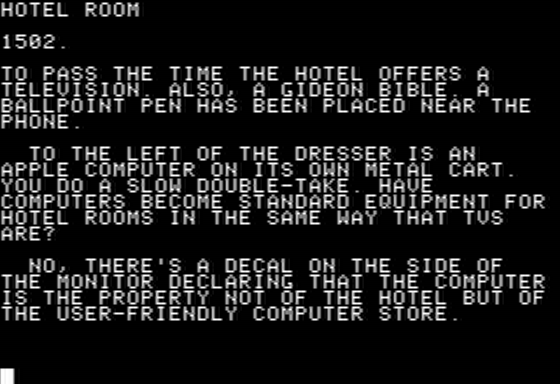 HOTEL ROOM
1502.
TO PASS THE TIME THE HOTEL OFFERS A
TELEVISION. ALSO, A GIDEON BIBLE. A
BALLPOINT PEN HAS BEEN PLACED NEAR THE
PHONE.
TO THE LEFT OF THE DRESSER IS AN
APPLE COMPUTER ON ITS OWN METAL CART.
YOU DO A SLOW DOUBLE-TAKE. HAVE
COMPUTERS BECOME STANDARD EQUIPMENT FOR
HOTEL ROOMS IN THE SAME WAY THAT TVS
ARE?
NO, THERE'S A DECAL ON THE SIDE OF
THE MONITOR DECLARING THAT THE COMPUTER
IS THE PROPERTY NOT OF THE HOTEL BUT OF
THE USER-FRIENDLY COMPUTER STORE.